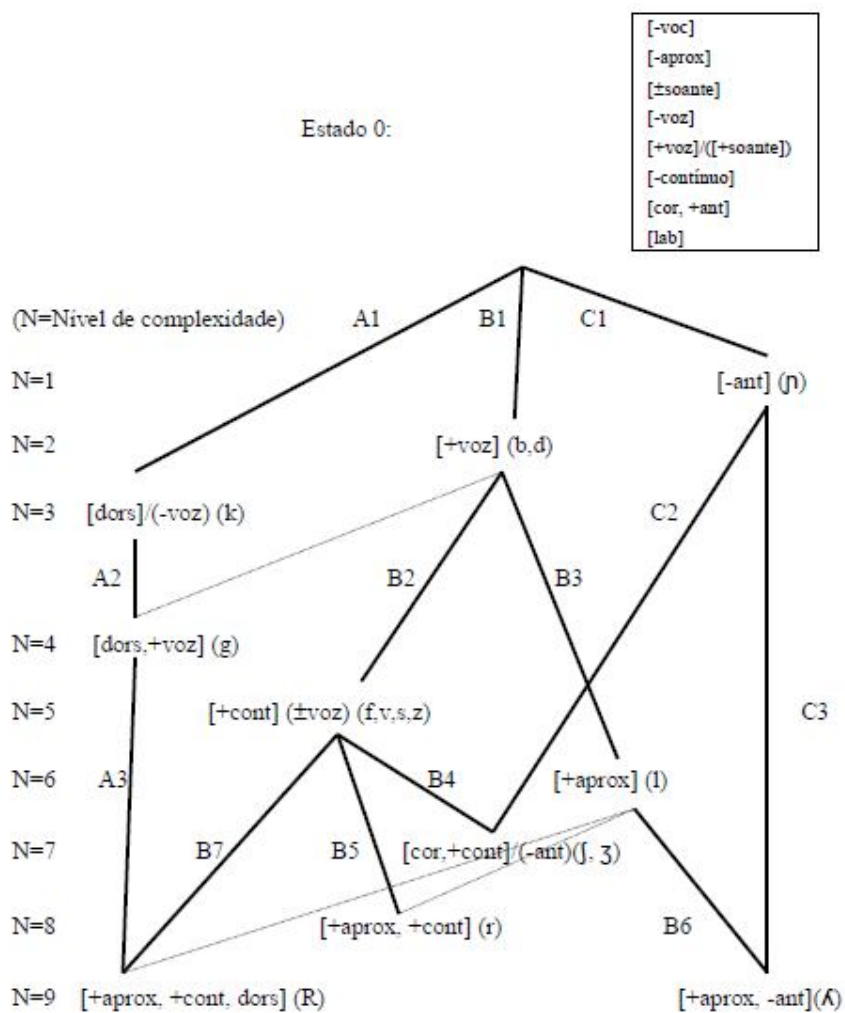 [-voc]
[-aprox]
[±soante]
Estado 0:
[-voz]
[+voz]/([+soante])
[-contínuo]
[cor, +ant]
[lab]
(N=Nível de complexidade) A1 B1 C1
N=1 [-ant] (ɲ)
N=2 [+voz] (b,d)
N=3 [dors]/(-voz) (k) C2
A2 B2 B3
N=4 [dors,+voz] (g)
N=5 [+cont] (±voz) (f,v,s,z) C3
N=6 A3 B4 [+aprox] (l)
N=7 B7 B5 [cor,+cont]/(-ant)(ʃ, ʒ)
N=8 [+aprox, +cont] (r) B6
N=9 [+aprox, +cont, dors] (R) [+aprox, -ant](ʎ)